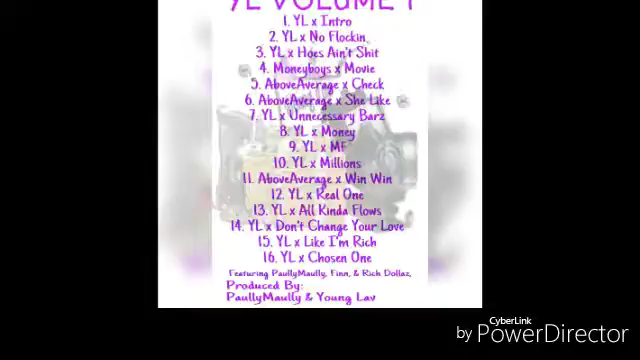 YL VOLUME 1
1. YL x Intro
2. YL x No Flockin
3. YL x Hoes Ain't Shit
4. Moneyboys x Movie
5. AboveAverage x Check
6. AboveAverage x She Like
7. YL x Unnecessary Barz
8. YL x Money
9. YL x MF
10. YL x Millions
11. AboveAverage x Win Win
12. YL x Real One
13. YL x All Kinda Flows
14. YL x Don't Change Your Love
15. YL x Like I'm Rich
16. YL x Chosen One
Featuring PaullyMaully, Finn, & Rich Dollaz,
Produced By:
PaullyMaully & Young Lav
CyberLink
by PowerDirector